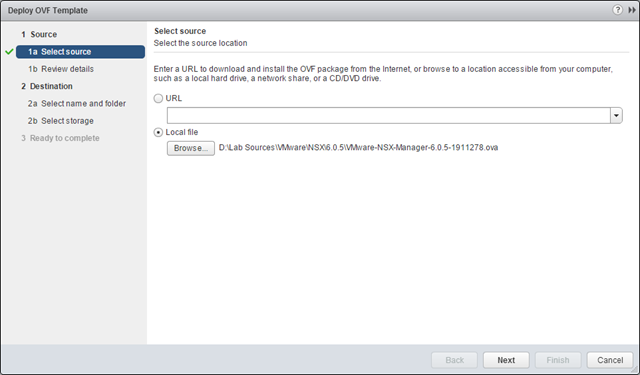 Deploy OVF Template
?
1 Source
1a Select source
1b Review details
2 Destination
2a Select name and folder
2b Select storage
3 Ready to complete
Select source
Select the source location
Enter a URL to download and install the OVF package from the Internet, or browse to a location accessible from your computer,
such as a local hard drive, a network share, or a CD/DVD drive.
URL
Local file
Browse... D:\Lab Sources\VMware\NSX\6.0.5\VMware-NSX-Manager-6.0.5-1911278.ova
Back Next Finish Cancel